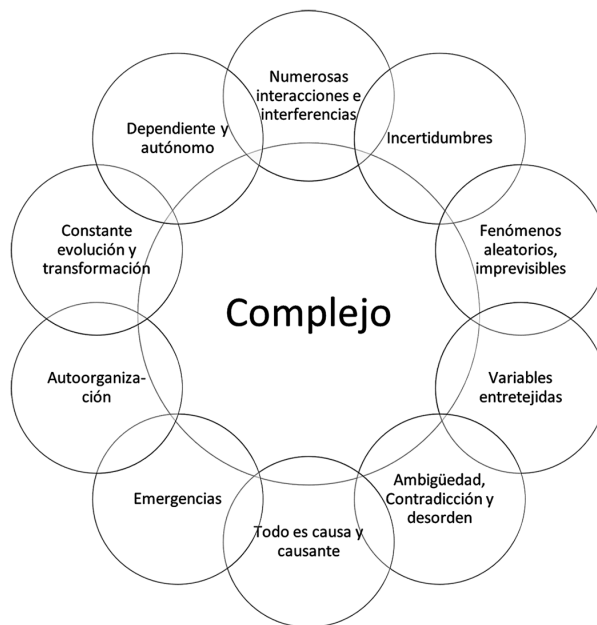 Numerosas
interacciones e
interferencias
Incertidumbres
Fenómenos
aleatorios,
imprevisibles
Variables
entretejidas
Ambigüedad,
Contradicción y
desorden
Todo es causa y
causante
Emergencias
Autoorganiza-
ción
Constante
evolución y
transformación
Dependiente y
autónomo
Complejo